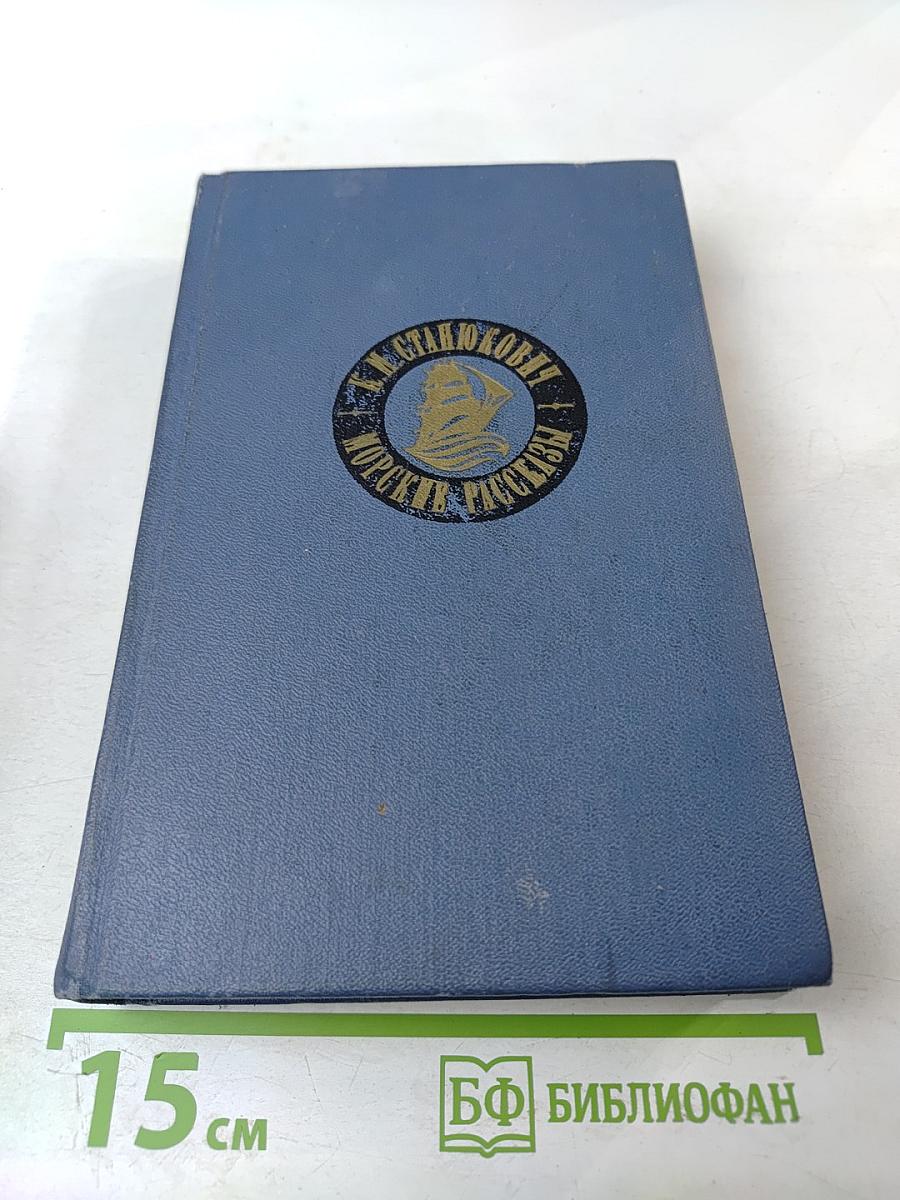 К. М. СТАНЮКОВИЧ
МОРСКИЕ РАССКАЗЫ
15 см
БФ БИБЛИОФАН